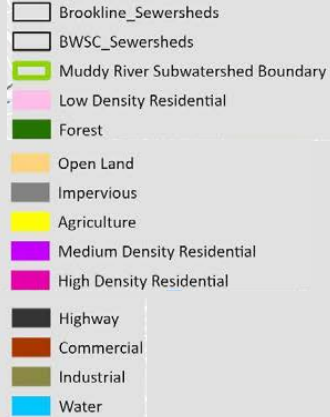 Brookline_Sewersheds
BWSC_Sewersheds
Muddy River Subwatershed Boundary
Low Density Residential
Forest
Open Land
Impervious
Agriculture
Medium Density Residential
High Density Residential
Highway
Commercial
Industrial
Water